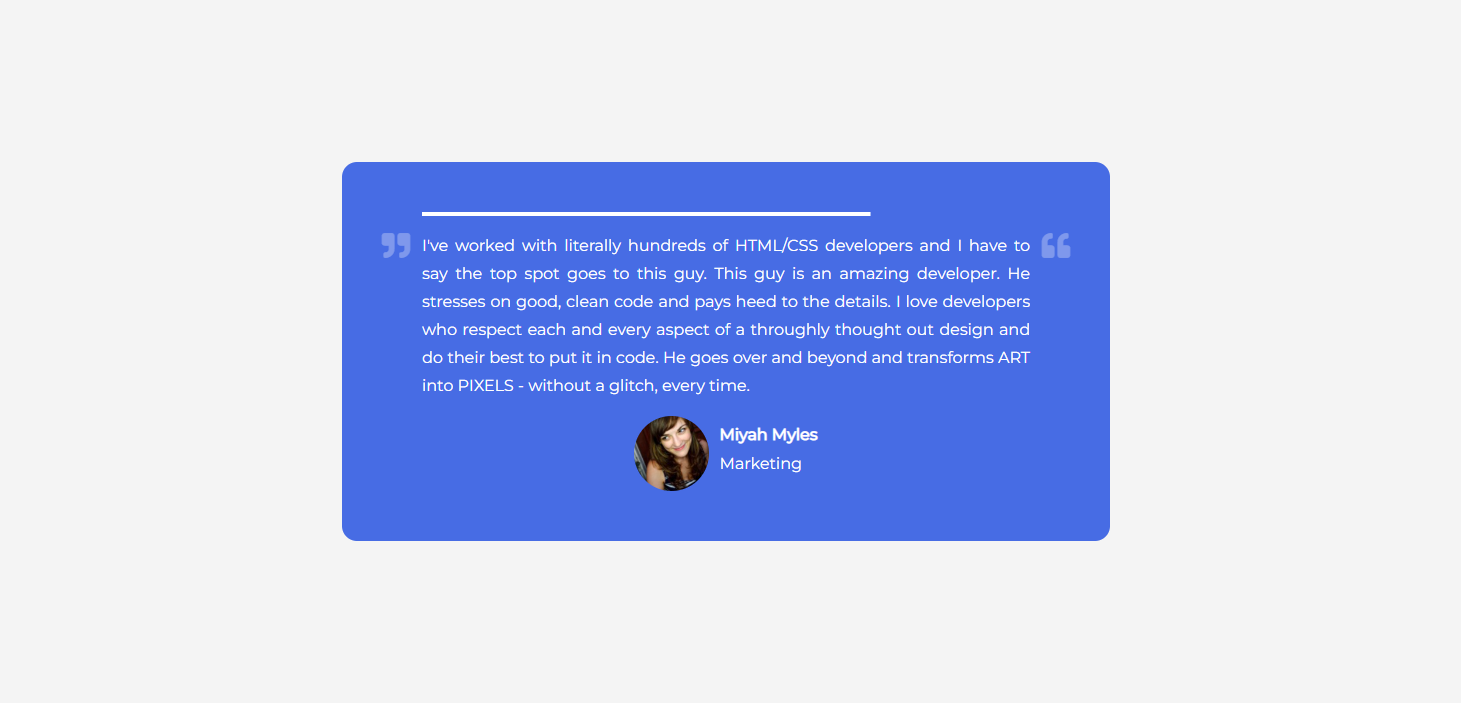 I've worked with literally hundreds of HTML/CSS developers and I have to
say the top spot goes to this guy. This guy is an amazing developer. He
stresses on good, clean code and pays heed to the details. I love developers
who respect each and every aspect of a throughly thought out design and
do their best to put it in code. He goes over and beyond and transforms ART
into PIXELS - without a glitch, every time.
Miyah Myles
Marketing